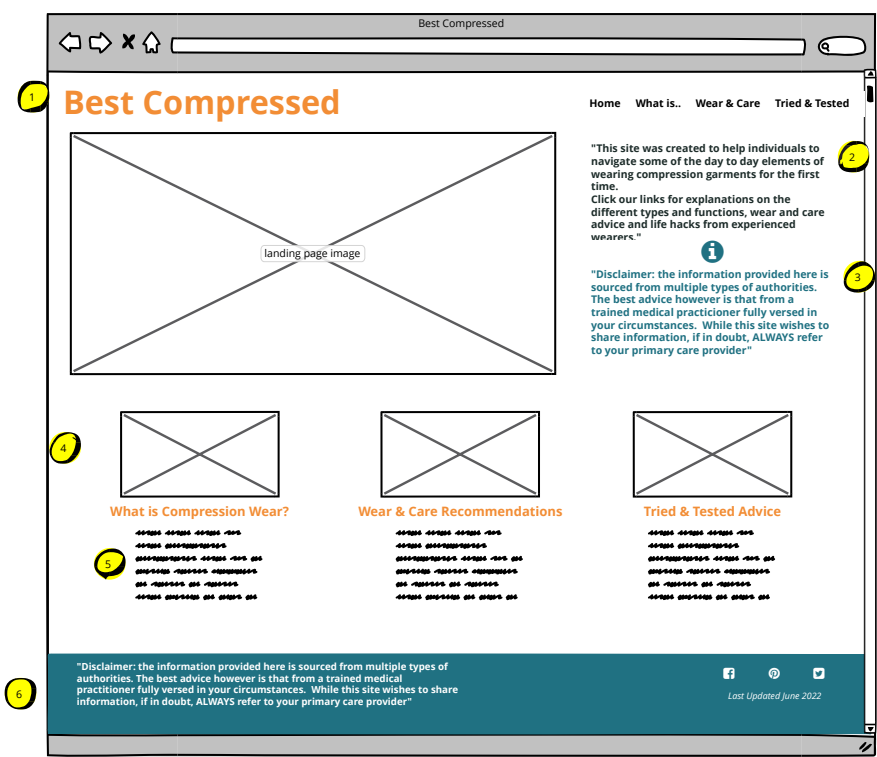 Best Compressed
1
Best Compressed
Home What is.. Wear & Care Tried & Tested
landing page image
"This site was created to help individuals to
navigate some of the day to day elements of
wearing compression garments for the first
time.
Click our links for explanations on the
different types and functions, wear and care
advice and life hacks from experienced
wearers."
2
3
"Disclaimer: the information provided here is
sourced from multiple types of authorities.
The best advice however is that from a
trained medical practicioner fully versed in
your circumstances. While this site wishes to
share information, if in doubt, ALWAYS refer
to your primary care provider"
4
What is Compression Wear?
Wear & Care Recommendations
Tried & Tested Advice
5
6
"Disclaimer: the information provided here is sourced from multiple types of
authorities. The best advice however is that from a trained medical
practitioner fully versed in your circumstances. While this site wishes to share
information, if in doubt, ALWAYS refer to your primary care provider"
Last Updated June 2022